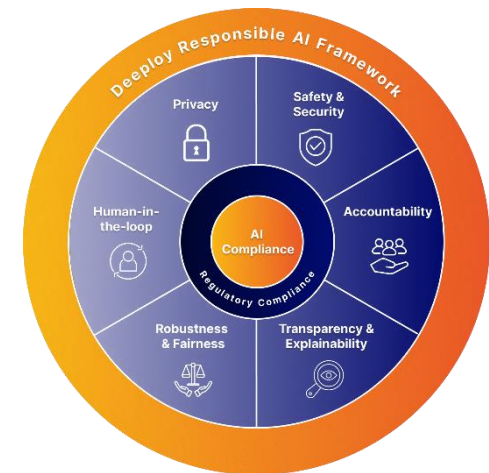 Deeploy Responsible AI Framework
Privacy
Safety &
Security
Human-in-
the-loop
Accountability
AI
Compliance
Regulatory Compliance
Robustness
& Fairness
Transparency &
Explainability